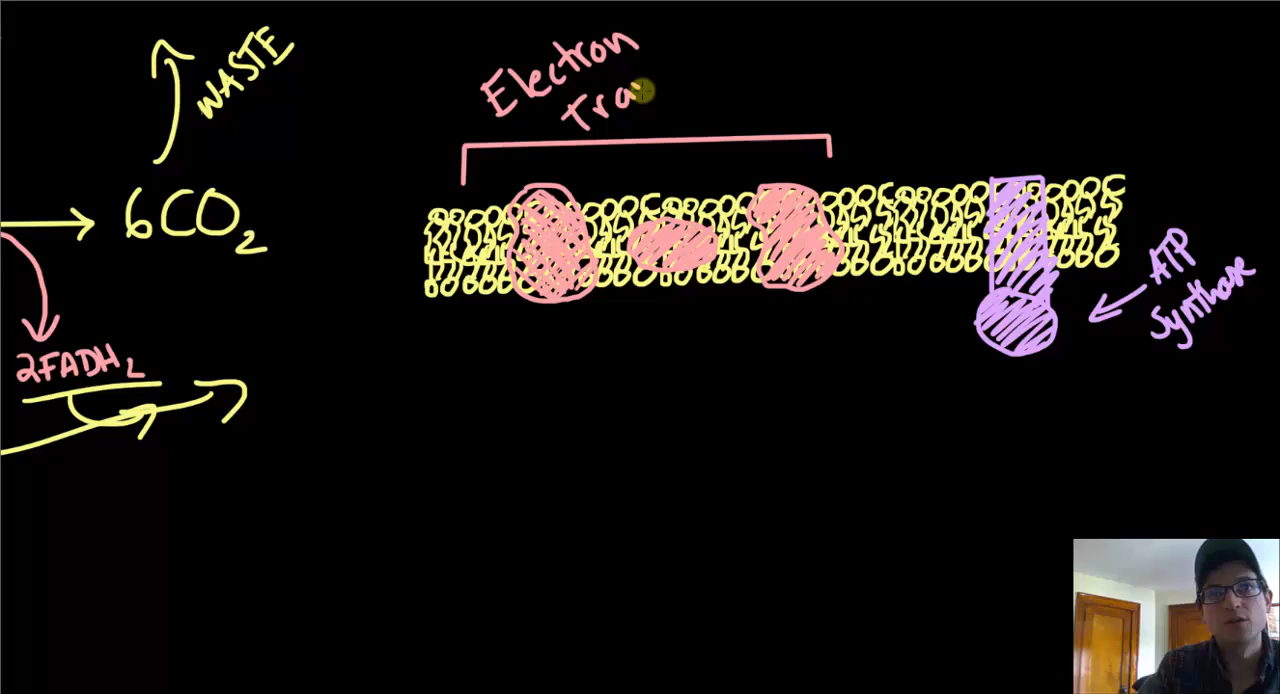 WASTE
Electron
Tra
6CO₂
ATP
Synthase
2FADH₂